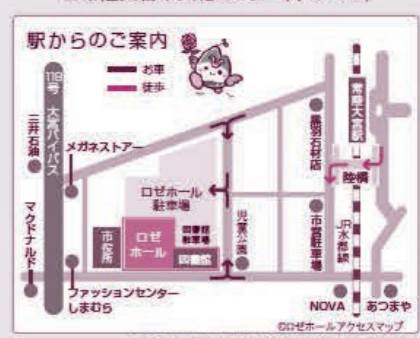 駅からのご案内
お車
徒歩
118号 大宮バイパス
三井石油
メガネストアー
マクドナルド
ロゼホール
駐車場
市役所
ロゼ
ホール
図書館
駐車場
図書館
児童公園
ファッションセンター
しまむら
黒羽石材店
市営駐車場
常陸大宮駅
陸橋
JR水郡線
NOVA
あつまや
©ロゼホールアクセスマップ